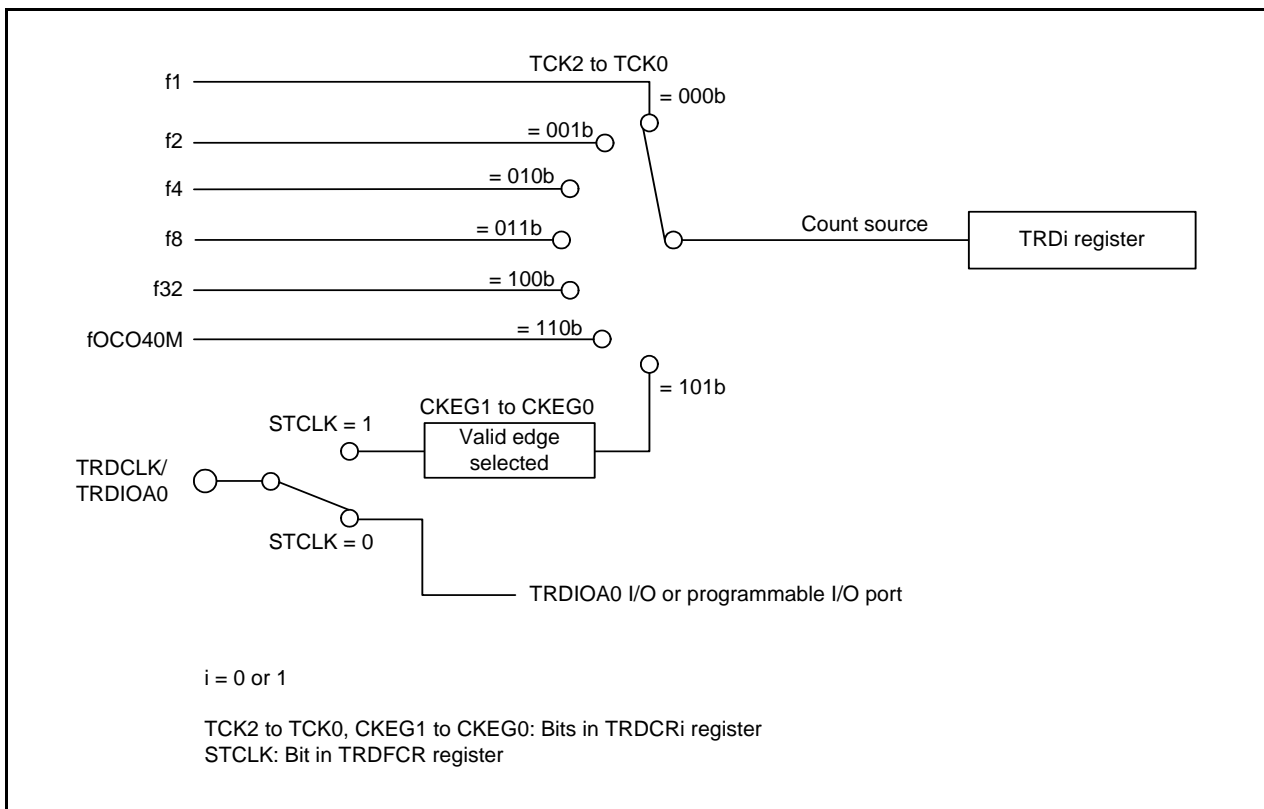 TCK2 to TCK0
f1
= 000b
f2
= 001b
f4
= 010b
f8
= 011b
Count source
TRDi register
f32
= 100b
fOCO40M
= 110b
= 101b
CKEG1 to CKEG0
STCLK = 1
Valid edge
selected
TRDCLK/
TRDIOA0
STCLK = 0
TRDIOA0 I/O or programmable I/O port
i = 0 or 1
TCK2 to TCK0, CKEG1 to CKEG0: Bits in TRDCRi register
STCLK: Bit in TRDFCR register